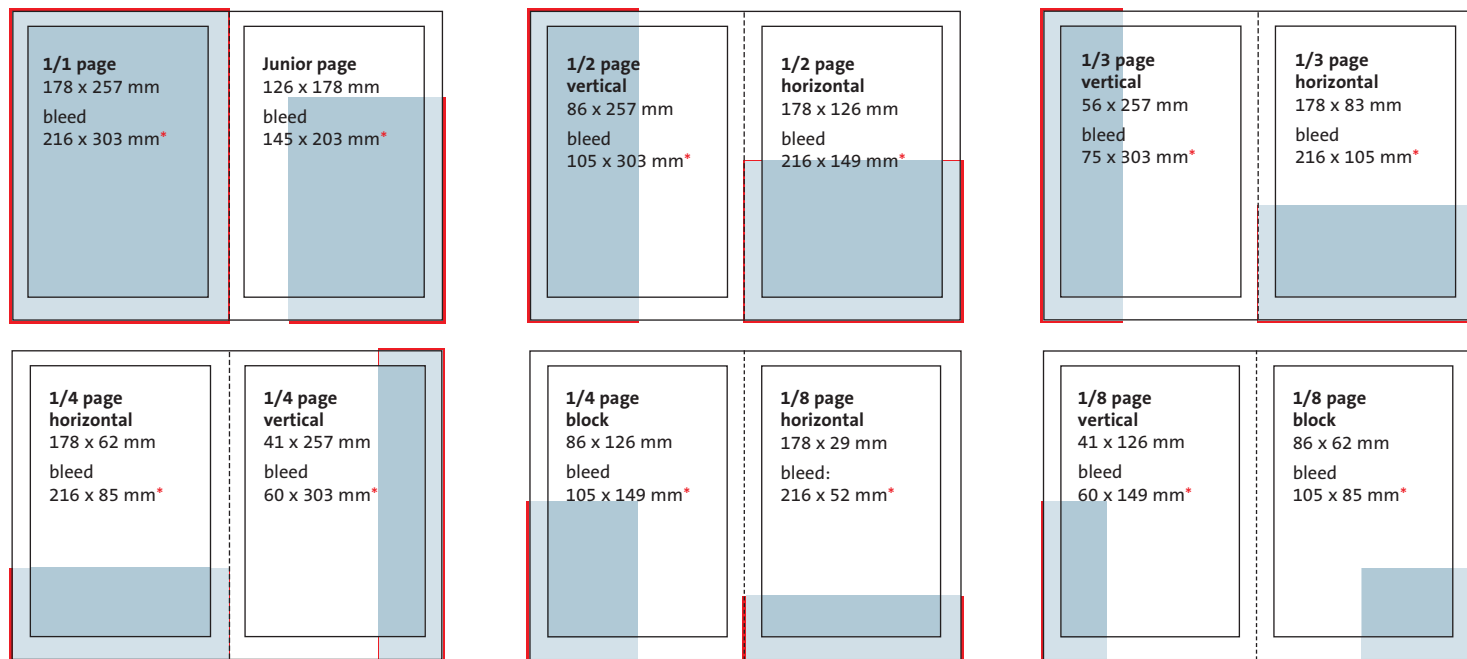 1/1 page
178 x 257 mm
bleed
216 x 303 mm*
Junior page
126 x 178 mm
bleed
145 x 203 mm*
1/2 page
vertical
86 x 257 mm
bleed
105 x 303 mm*
1/2 page
horizontal
178 x 126 mm
bleed
216 x 149 mm*
1/3 page
vertical
56 x 257 mm
bleed
75 x 303 mm*
1/3 page
horizontal
178 x 83 mm
bleed
216 x 105 mm*
1/4 page
horizontal
178 x 62 mm
bleed
216 x 85 mm*
1/4 page
vertical
41 x 257 mm
bleed
60 x 303 mm*
1/4 page
block
86 x 126 mm
bleed
105 x 149 mm*
1/8 page
horizontal
178 x 29 mm
bleed:
216 x 52 mm*
1/8 page
vertical
41 x 126 mm
bleed
60 x 149 mm*
1/8 page
block
86 x 62 mm
bleed
105 x 85 mm*